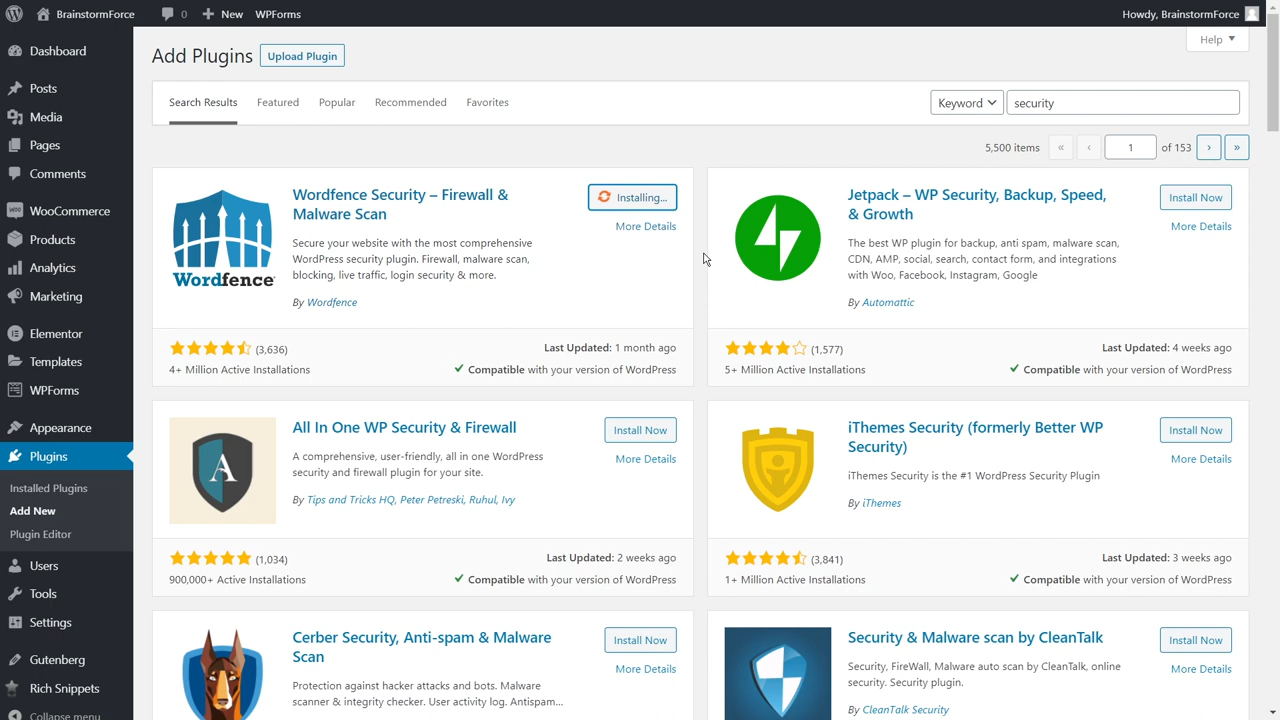 BrainstormForce 0 New WPForms Howdy, BrainstormForce
Dashboard
Posts
Media
Pages
Comments
WooCommerce
Products
Analytics
Marketing
Elementor
Templates
WPForms
Appearance
Plugins
Installed Plugins
Add New
Plugin Editor
Users
Tools
Settings
Gutenberg
Rich Snippets
Collapse menu
Help
Add Plugins Upload Plugin
Search Results Featured Popular Recommended Favorites Keyword security
5,500 items « ‹ 1 of 153 › »
Wordfence
Wordfence Security – Firewall &
Malware Scan
Installing...
More Details
Secure your website with the most comprehensive
WordPress security plugin. Firewall, malware scan,
blocking, live traffic, login security & more.
By Wordfence
(3,636) Last Updated: 1 month ago
4+ Million Active Installations Compatible with your version of WordPress
Jetpack – WP Security, Backup, Speed,
& Growth
Install Now
More Details
The best WP plugin for backup, anti spam, malware scan,
CDN, AMP, social, search, contact form, and integrations
with Woo, Facebook, Instagram, Google
By Automattic
(1,577) Last Updated: 4 weeks ago
5+ Million Active Installations Compatible with your version of WordPress
A
All In One WP Security & Firewall
Install Now
More Details
A comprehensive, user-friendly, all in one WordPress
security and firewall plugin for your site.
By Tips and Tricks HQ, Peter Petreski, Ruhul, Ivy
(1,034) Last Updated: 2 weeks ago
900,000+ Active Installations Compatible with your version of WordPress
iThemes Security (formerly Better WP
Security)
Install Now
More Details
iThemes Security is the #1 WordPress Security Plugin
By iThemes
(3,841) Last Updated: 3 weeks ago
1+ Million Active Installations Compatible with your version of WordPress
Cerber Security, Anti-spam & Malware
Scan
Install Now
More Details
Protection against hacker attacks and bots. Malware
scanner & integrity checker. User activity log. Antispam...
Security & Malware scan by CleanTalk
Install Now
More Details
Security, FireWall, Malware auto scan by CleanTalk, online
security. Security plugin.
By CleanTalk Security